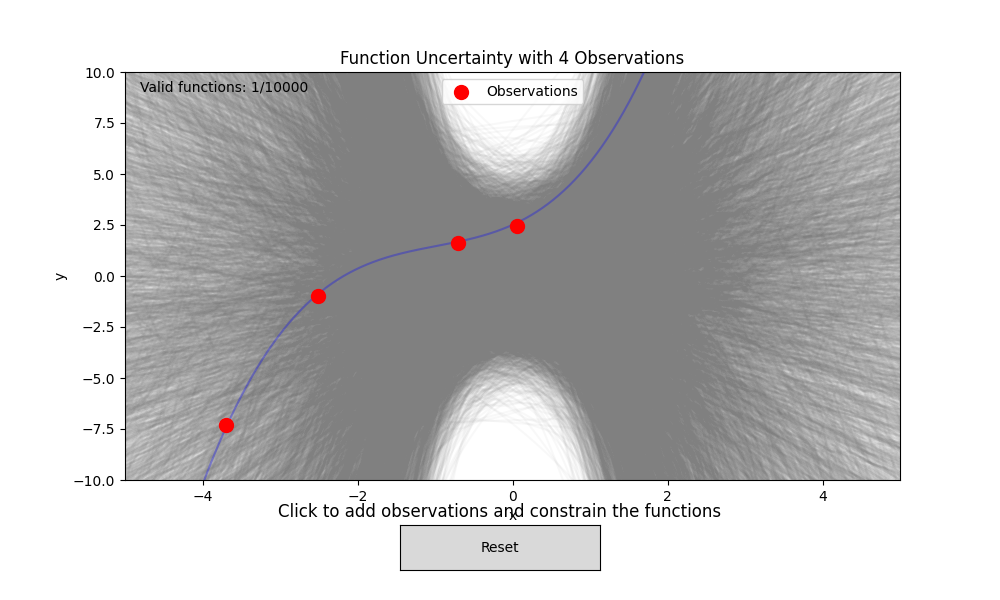 Function Uncertainty with 4 Observations
Valid functions: 1/10000
Observations
10.0
7.5
5.0
2.5
0.0
−2.5
−5.0
−7.5
−10.0
y
−4
−2
0
2
4
x
Click to add observations and constrain the functions
Reset